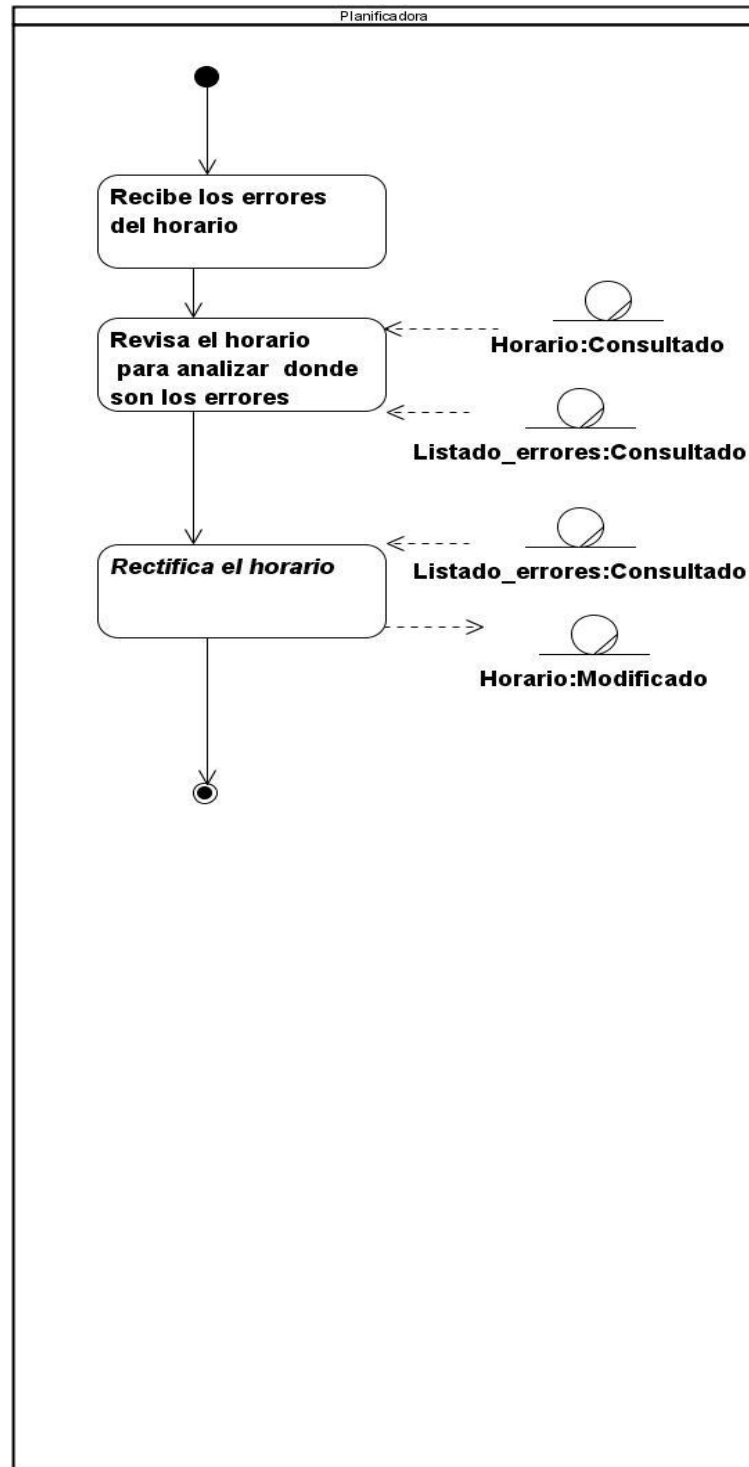 Planificadora
Recibe los errores
del horario
Revisa el horario
para analizar donde
son los errores
Horario:Consultado
Listado_errores:Consultado
Rectifica el horario
Listado_errores:Consultado
Horario:Modificado